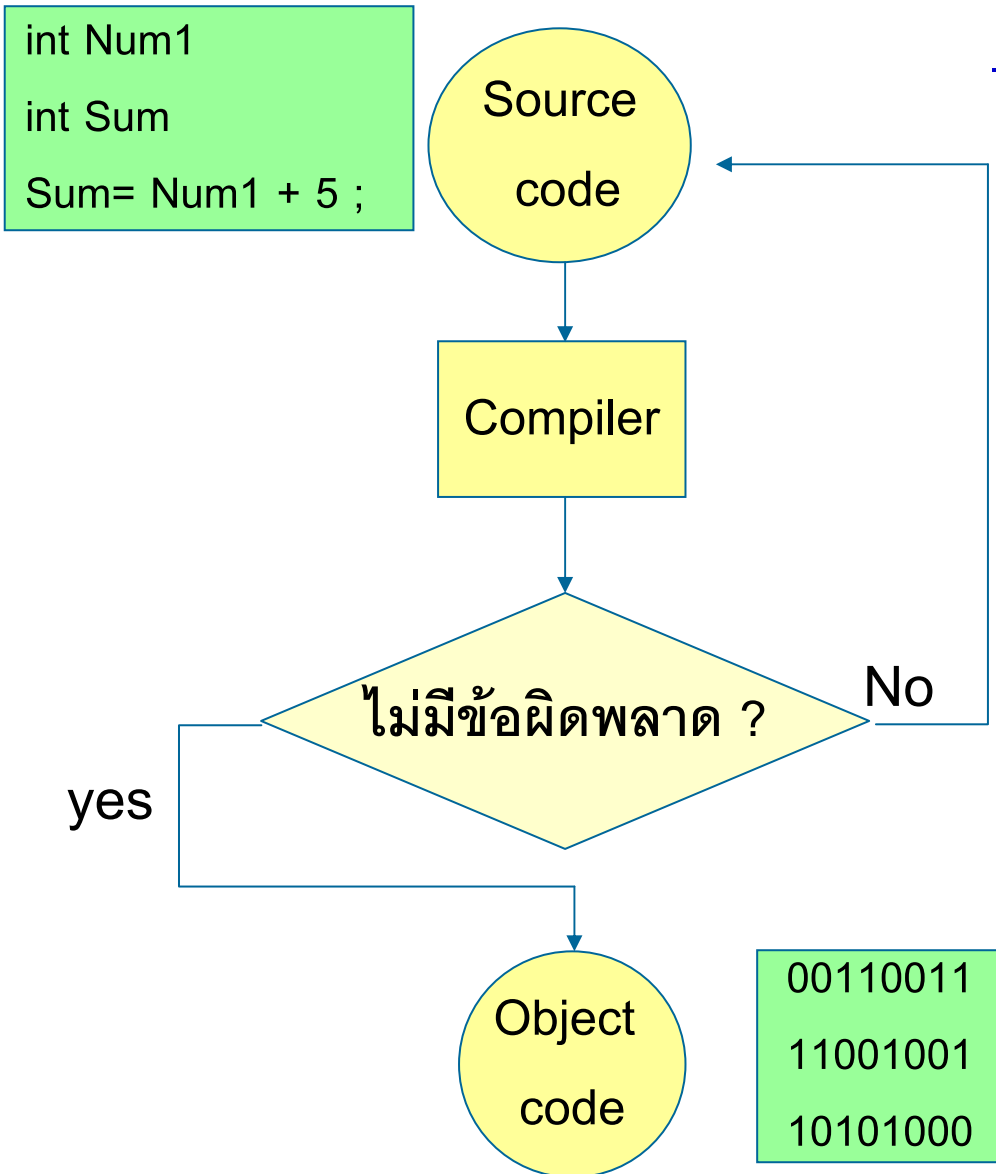 int Num1
int Sum
Sum= Num1 + 5 ;
Source
code
Compiler
ไม่มีข้อผิดพลาด ?
No
yes
Object
code
00110011
11001001
10101000